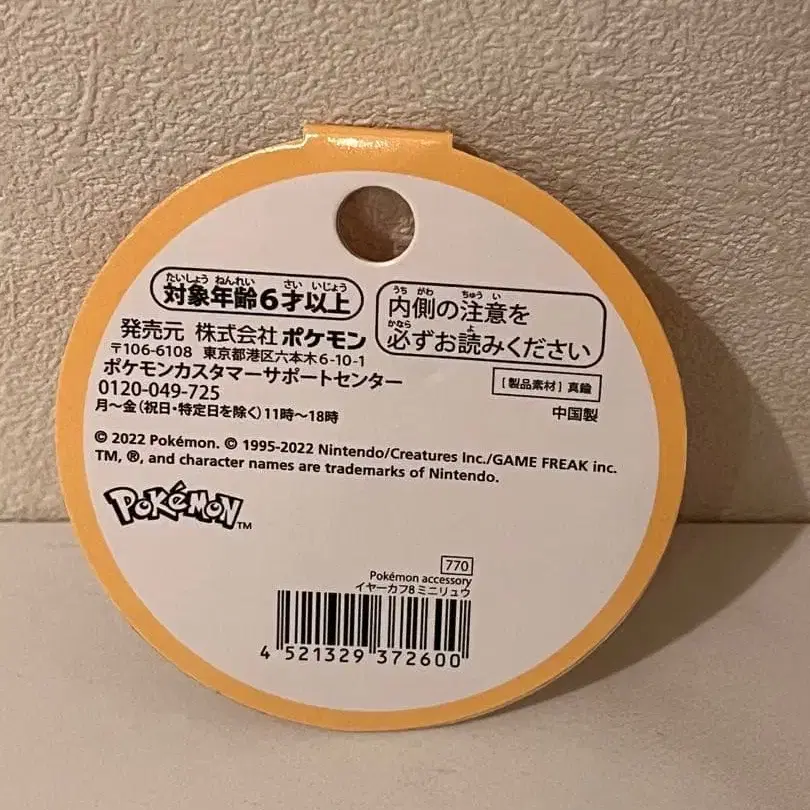 たいしょう ねんれい さい いじょう
対象年齢6才以上
うち がわ ちゅう い
内側の注意を
かなら よ
必ずお読みください
発売元 株式会社 ポケモン
〒106-6108 東京都港区六本木6-10-1
ポケモンカスタマーサポートセンター
0120-049-725
月～金(祝日・特定日を除く)11時～18時
[製品素材] 真鍮
中国製
© 2022 Pokémon. © 1995-2022 Nintendo/Creatures Inc./GAME FREAK inc.
TM, ®, and character names are trademarks of Nintendo.
POKéMON™
770
Pokémon accessory
イヤーカフ8ミニリュウ
4 521329 372600